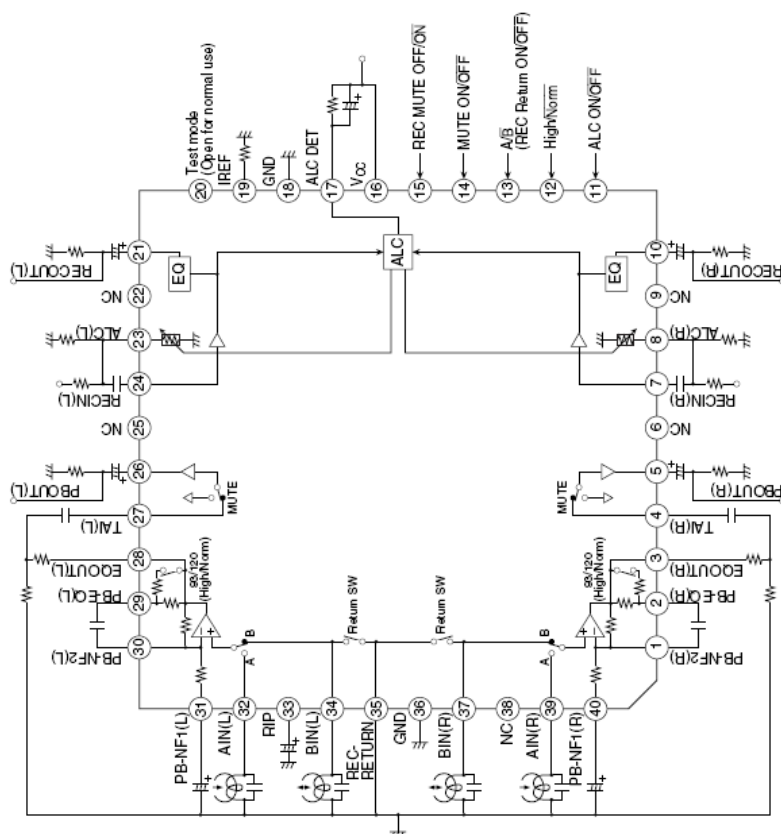 Test mode
(Open for normal use)
IREF
GND
ALC DET
VCC
REC MUTE OFF/ON
MUTE ON/OFF
A/B
(REC Return ON/OFF)
High/Norm
ALC ON/OFF
20
19
18
17
16
15
14
13
12
11
RECOUT(L)
21
EQ
ALC
EQ
10
RECOUT(R)
NC
22
9
NC
ALC(L)
23
8
ALC(R)
RECIN(L)
24
7
RECIN(R)
NC
25
6
NC
PBOUT(L)
26
MUTE
MUTE
5
PBOUT(R)
TAI(L)
27
4
TAI(R)
EQOUT(L)
28
93/120
(High/Norm)
93/120
(High/Norm)
3
EQOUT(R)
PB-EQ(L)
29
2
PB-EQ(R)
PB-NF2(L)
30
+
−
B
A
Return SW
Return SW
B
A
+
−
1
PB-NF2(R)
31
32
33
34
35
36
37
38
39
40
PB-NF1(L)
AIN(L)
RIP
BIN(L)
REC-RETURN
GND
BIN(R)
NC
AIN(R)
PB-NF1(R)